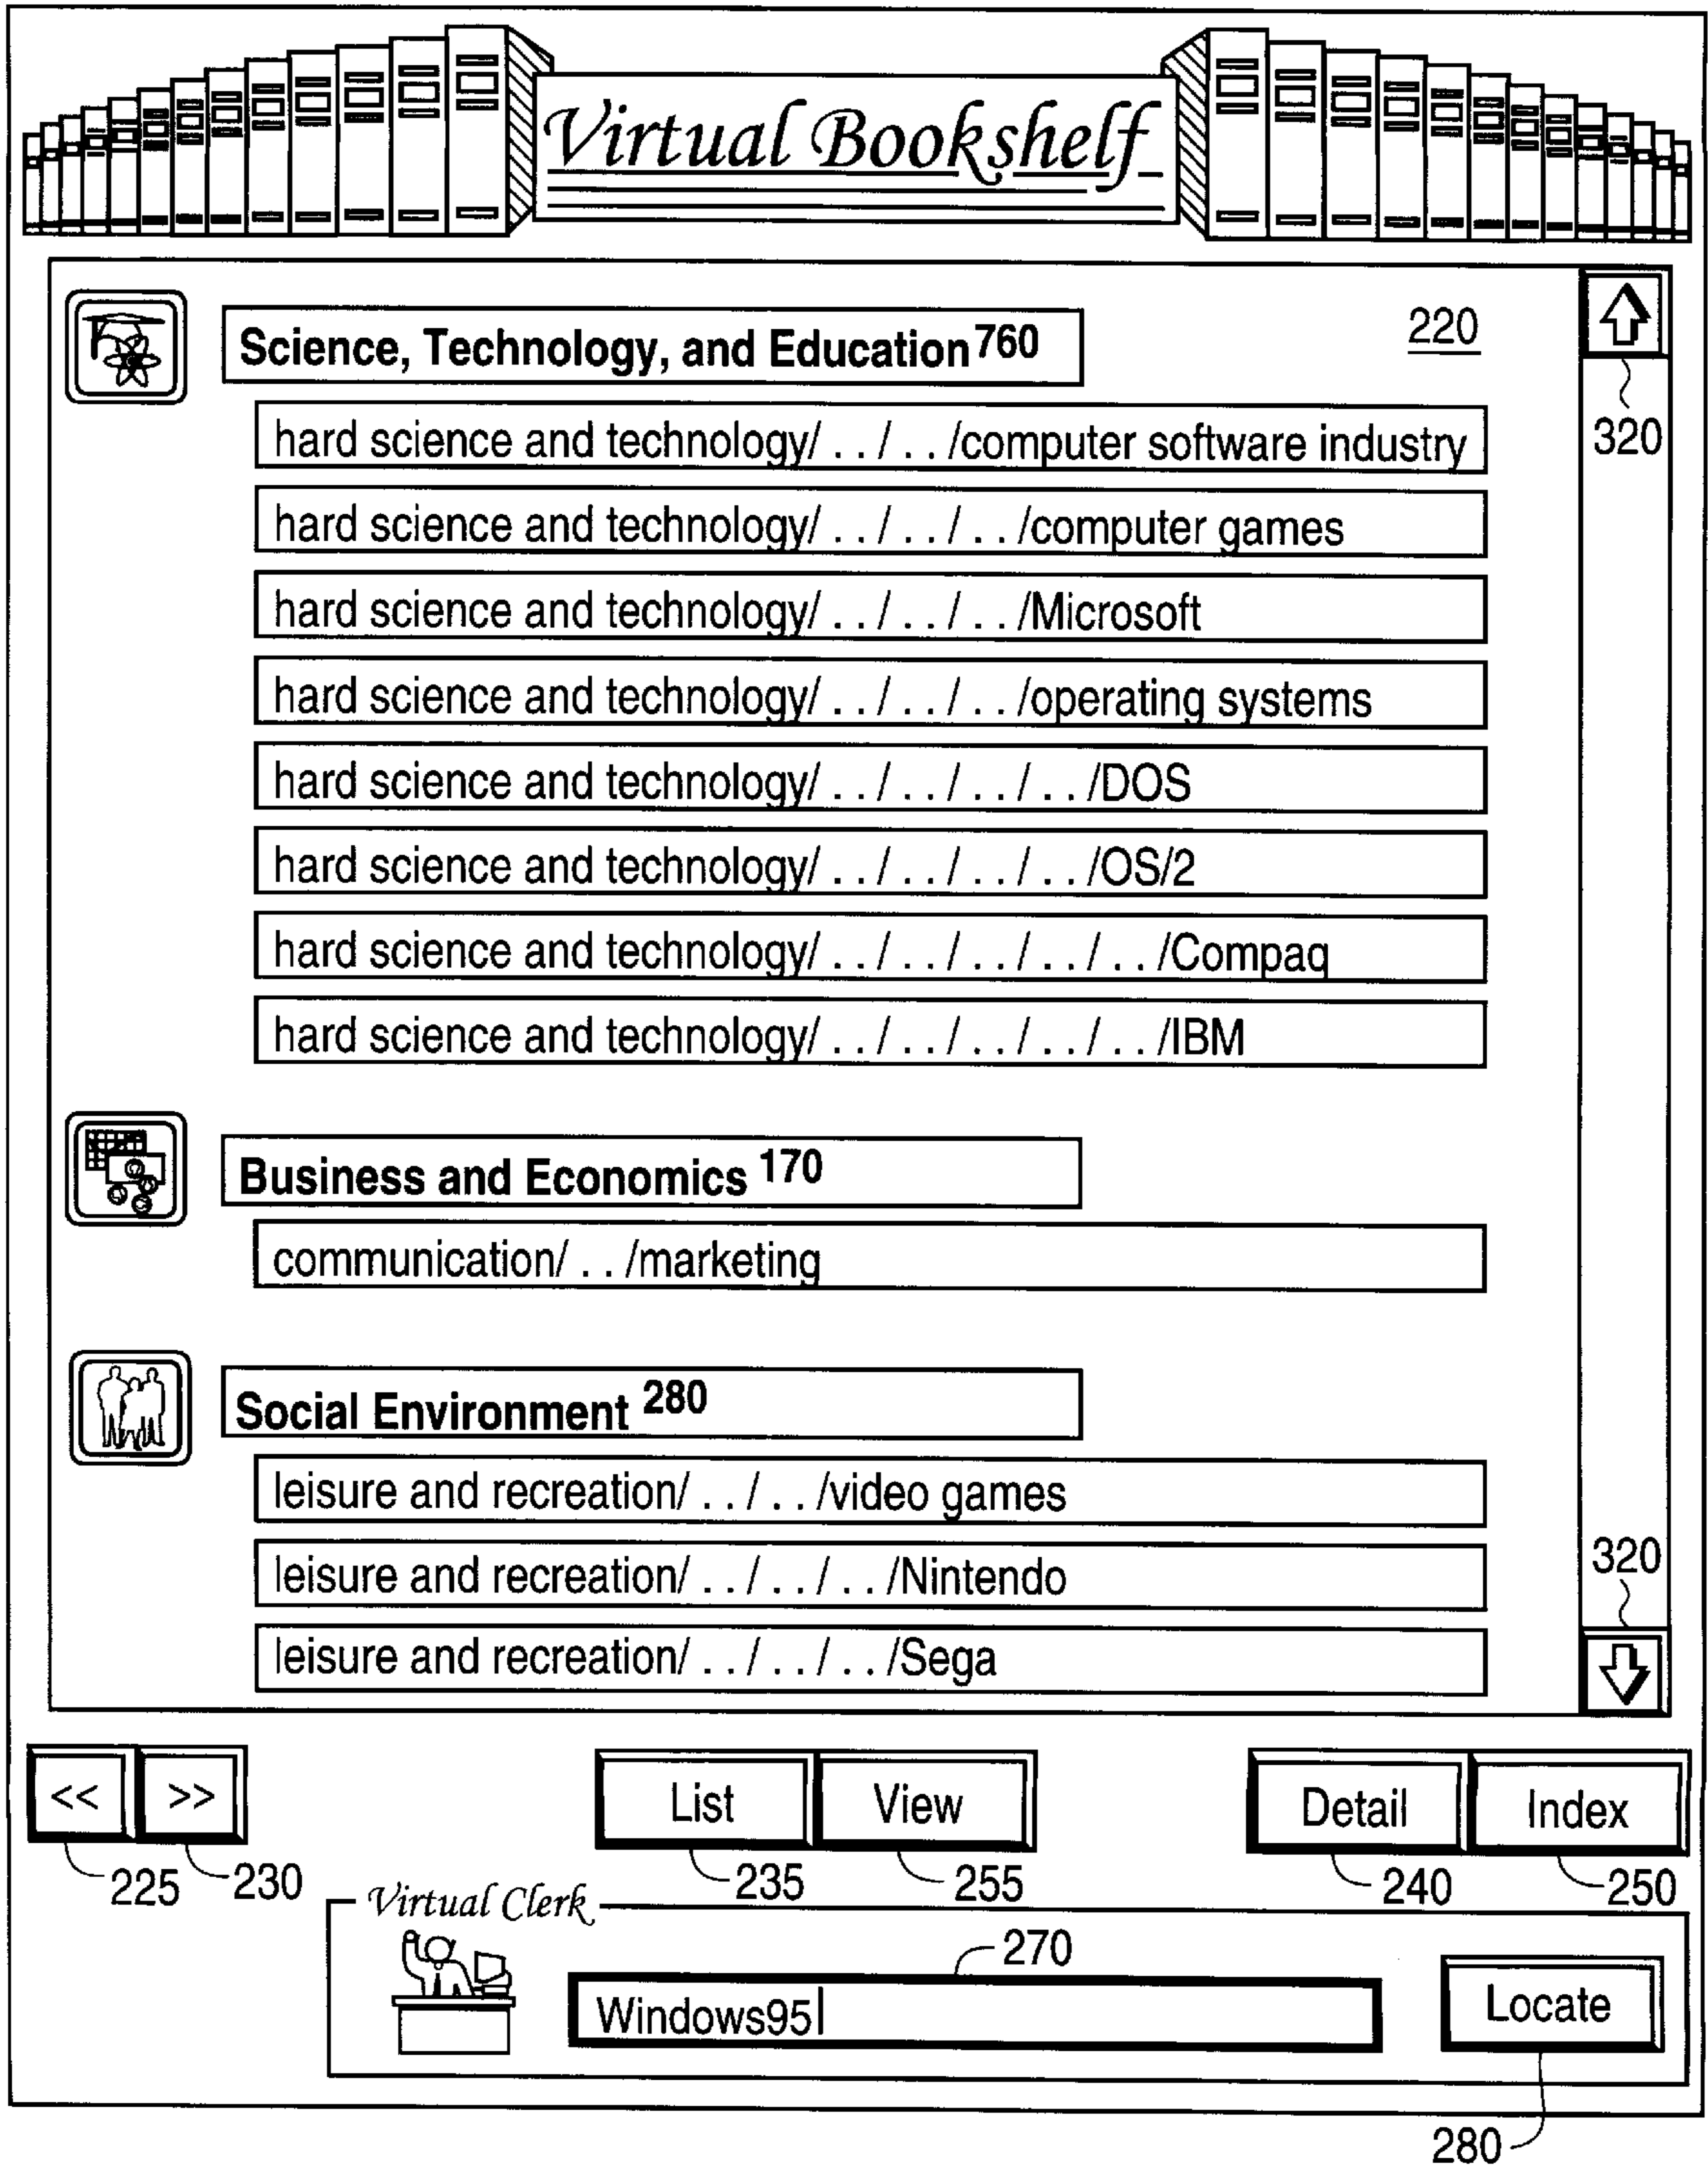 Virtual Bookshelf
Science, Technology, and Education 760
220
320
hard science and technology/ . . / . . /computer software industry
hard science and technology/ . . / . . / . . /computer games
hard science and technology/ . . / . . / . . /Microsoft
hard science and technology/ . . / . . / . . /operating systems
hard science and technology/ . . / . . / . . / . . /DOS
hard science and technology/ . . / . . / . . / . . /OS/2
hard science and technology/ . . / . . / . . / . . / . . /Compaq
hard science and technology/ . . / . . / . . / . . / . . /IBM
Business and Economics 170
communication/ . . /marketing
Social Environment 280
leisure and recreation/ . . / . . /video games
leisure and recreation/ . . / . . / . . /Nintendo
320
leisure and recreation/ . . / . . / . . /Sega
<< >> List View Detail Index
225 230 235 255 240 250
Virtual Clerk
270
Windows95 Locate
280